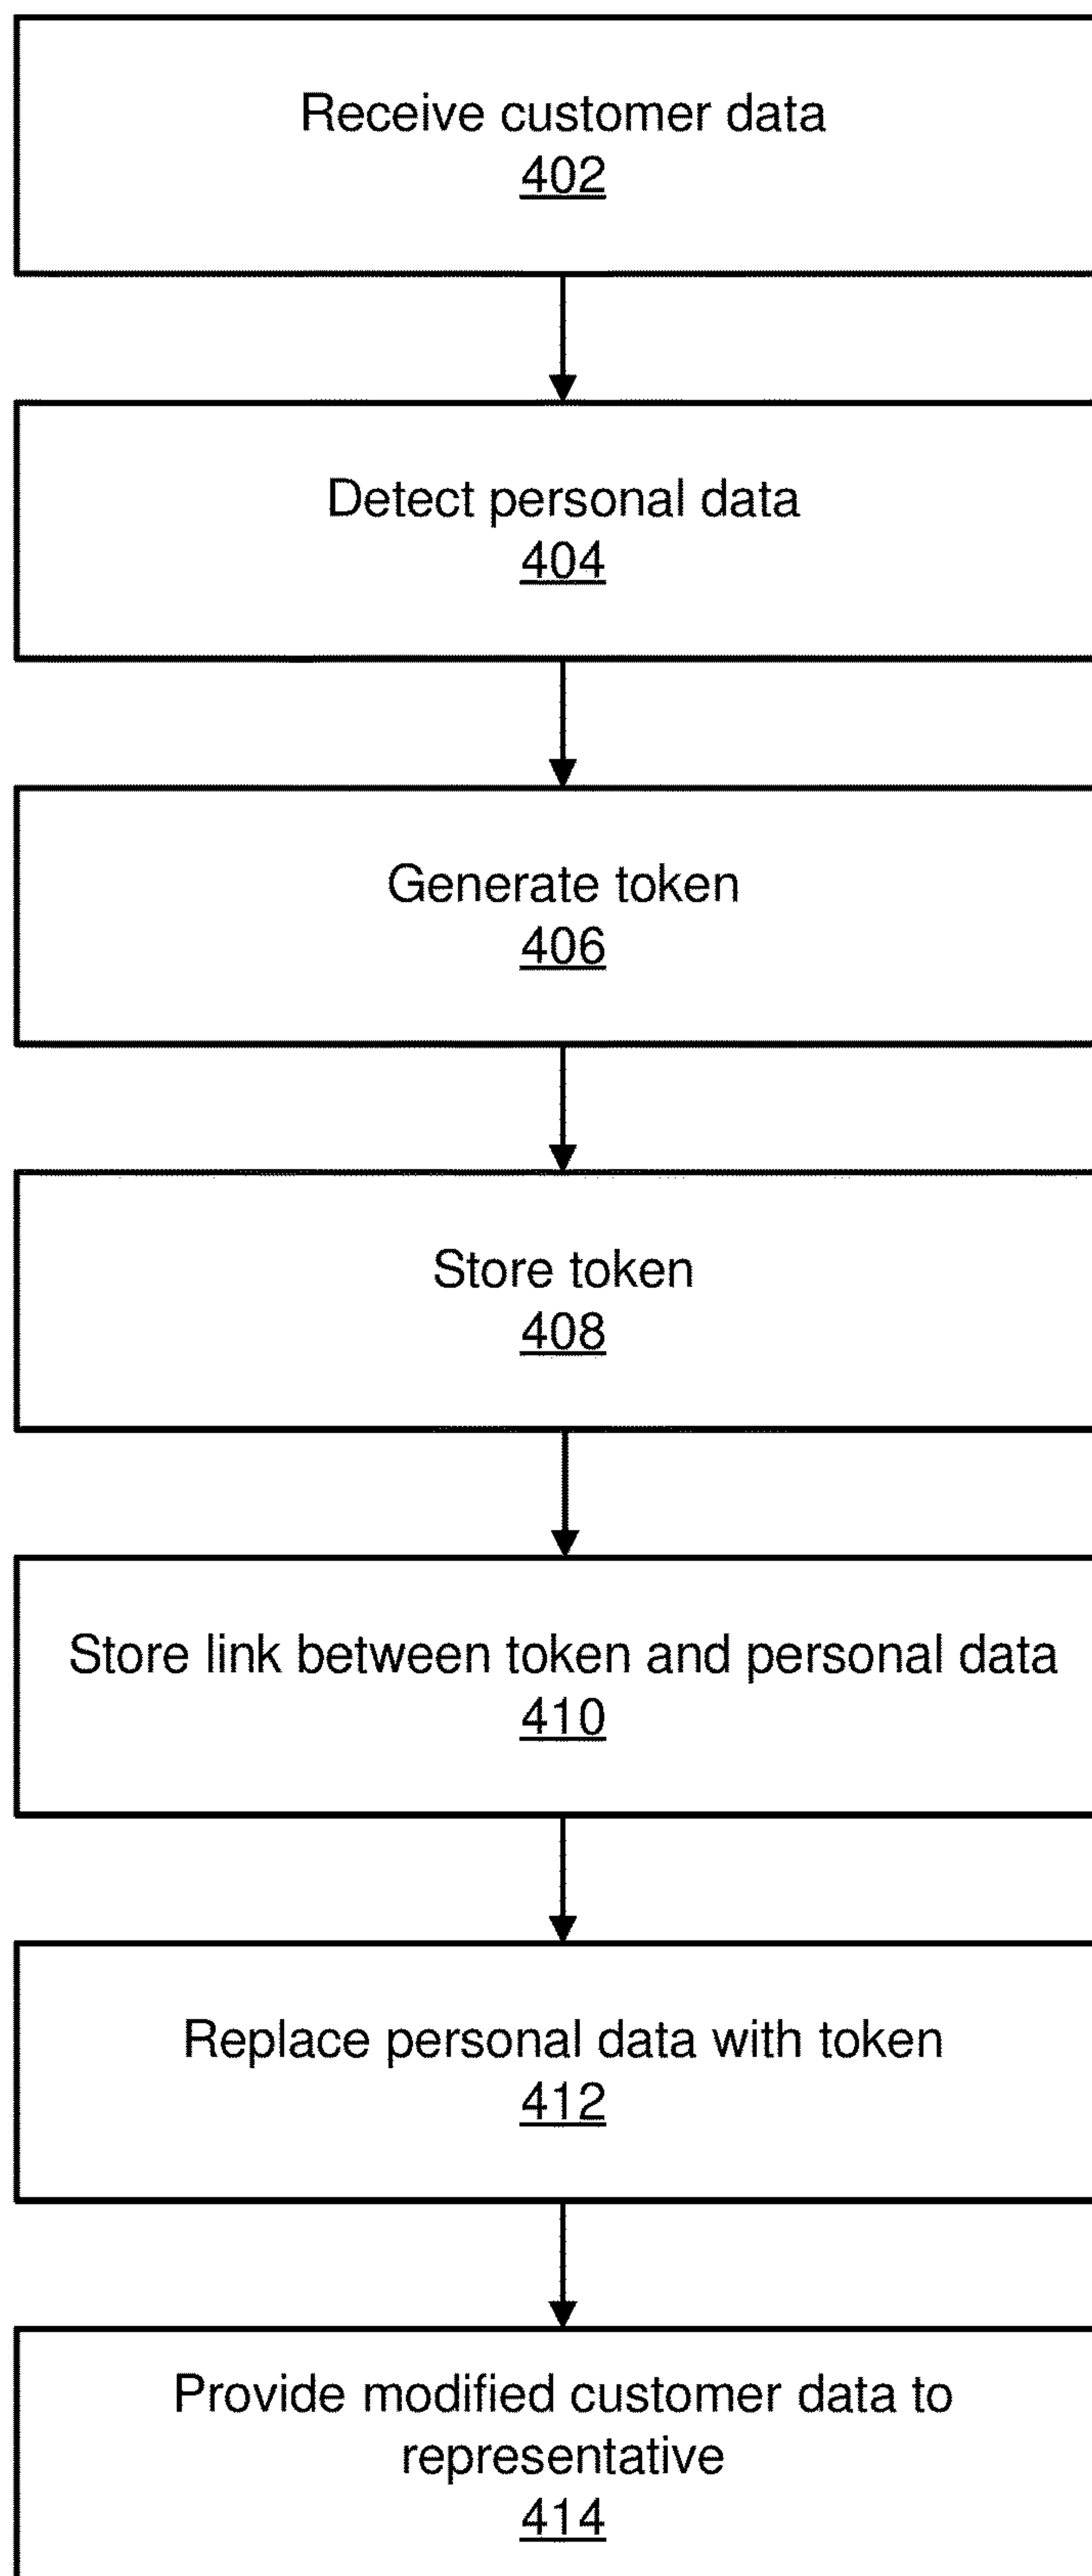 Receive customer data
402
Detect personal data
404
Generate token
406
Store token
408
Store link between token and personal data
410
Replace personal data with token
412
Provide modified customer data to
representative
414